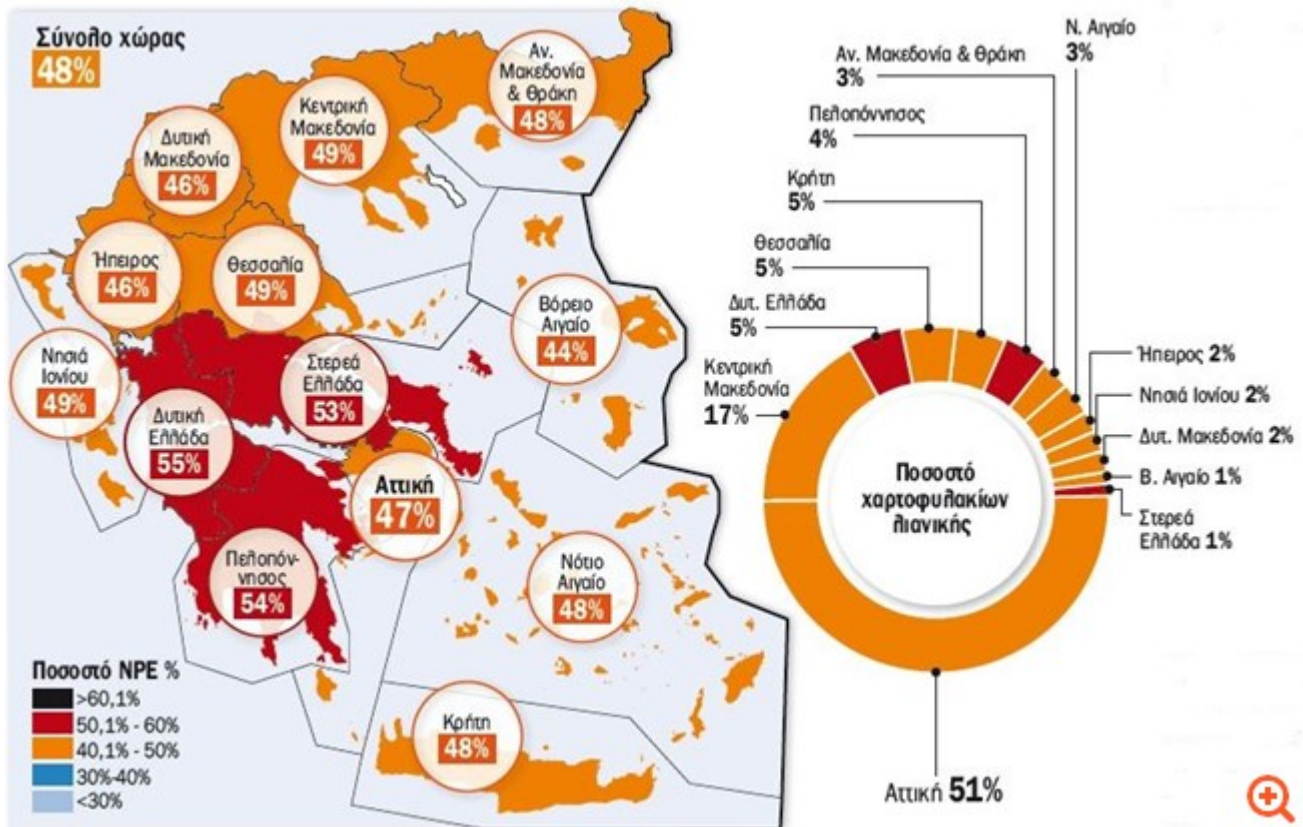 Σύνολο χώρας
48%
Αν.
Μακεδονία
& Θράκη
48%
Κεντρική
Μακεδονία
49%
Δυτική
Μακεδονία
46%
Ήπειρος
46%
Θεσσαλία
49%
Βόρειο
Αιγαίο
44%
Νησιά
Ιονίου
49%
Στερεά
Ελλάδα
53%
Δυτική
Ελλάδα
55%
Αττική
47%
Πελοπόν-
νησος
54%
Νότιο
Αιγαίο
48%
Κρήτη
48%
Ποσοστό NPE %
>60,1%
50,1% - 60%
40,1% - 50%
30%-40%
<30%
Ν. Αιγαίο
3%
Αν. Μακεδονία & Θράκη
3%
Πελοπόννησος
4%
Κρήτη
5%
Θεσσαλία
5%
Δυτ. Ελλάδα
5%
Κεντρική
Μακεδονία
17%
Ήπειρος 2%
Νησιά Ιονίου 2%
Δυτ. Μακεδονία 2%
Β. Αιγαίο 1%
Στερεά
Ελλάδα 1%
Ποσοστό
χαρτοφυλακίων
λιανικής
Αττική 51%